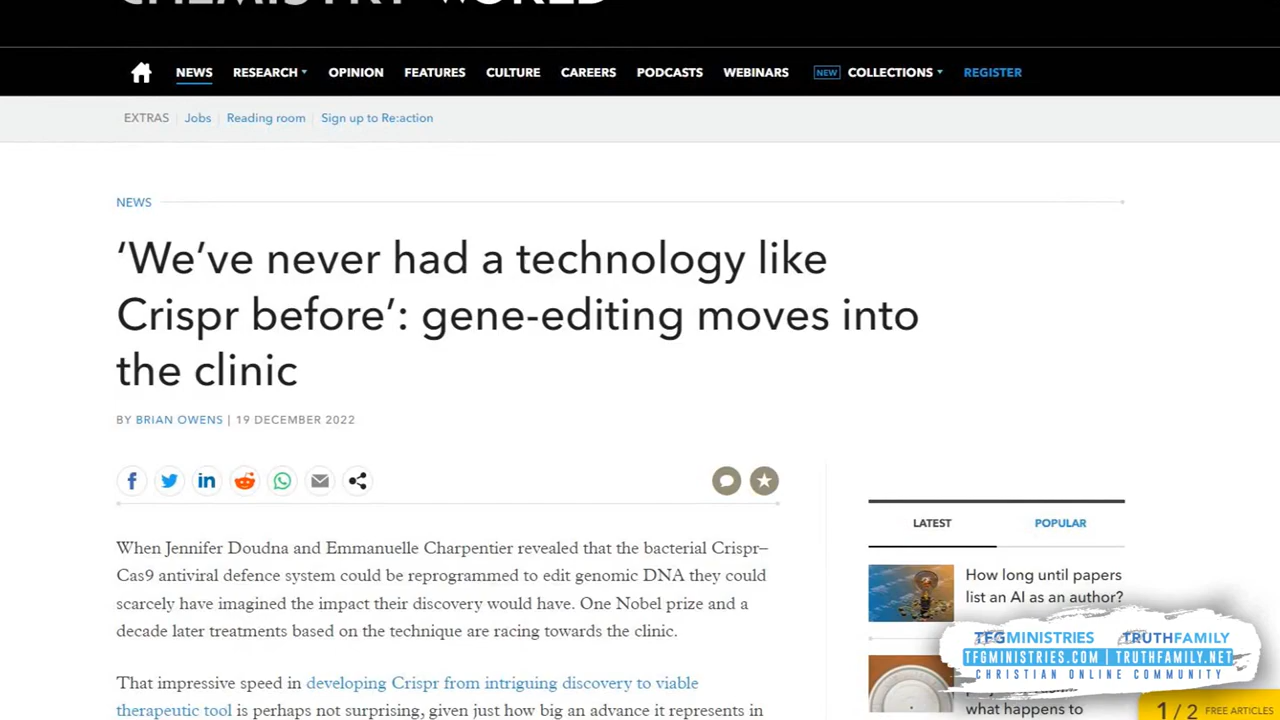 CHEMISTRY WORLD
NEWS RESEARCH OPINION FEATURES CULTURE CAREERS PODCASTS WEBINARS NEW COLLECTIONS REGISTER
EXTRAS Jobs Reading room Sign up to Re:action
NEWS
‘We’ve never had a technology like
Crispr before’: gene-editing moves into
the clinic
BY BRIAN OWENS | 19 DECEMBER 2022
When Jennifer Doudna and Emmanuelle Charpentier revealed that the bacterial Crispr–
Cas9 antiviral defence system could be reprogrammed to edit genomic DNA they could
scarcely have imagined the impact their discovery would have. One Nobel prize and a
decade later treatments based on the technique are racing towards the clinic.
That impressive speed in developing Crispr from intriguing discovery to viable
therapeutic tool is perhaps not surprising, given just how big an advance it represents in
LATEST POPULAR
How long until papers
list an AI as an author?
what happens to
TFGMINISTRIES TRUTHFAMILY
TFGMINISTRIES.COM | TRUTHFAMILY.NET
CHRISTIAN ONLINE COMMUNITY
1 / 2 FREE ARTICLES